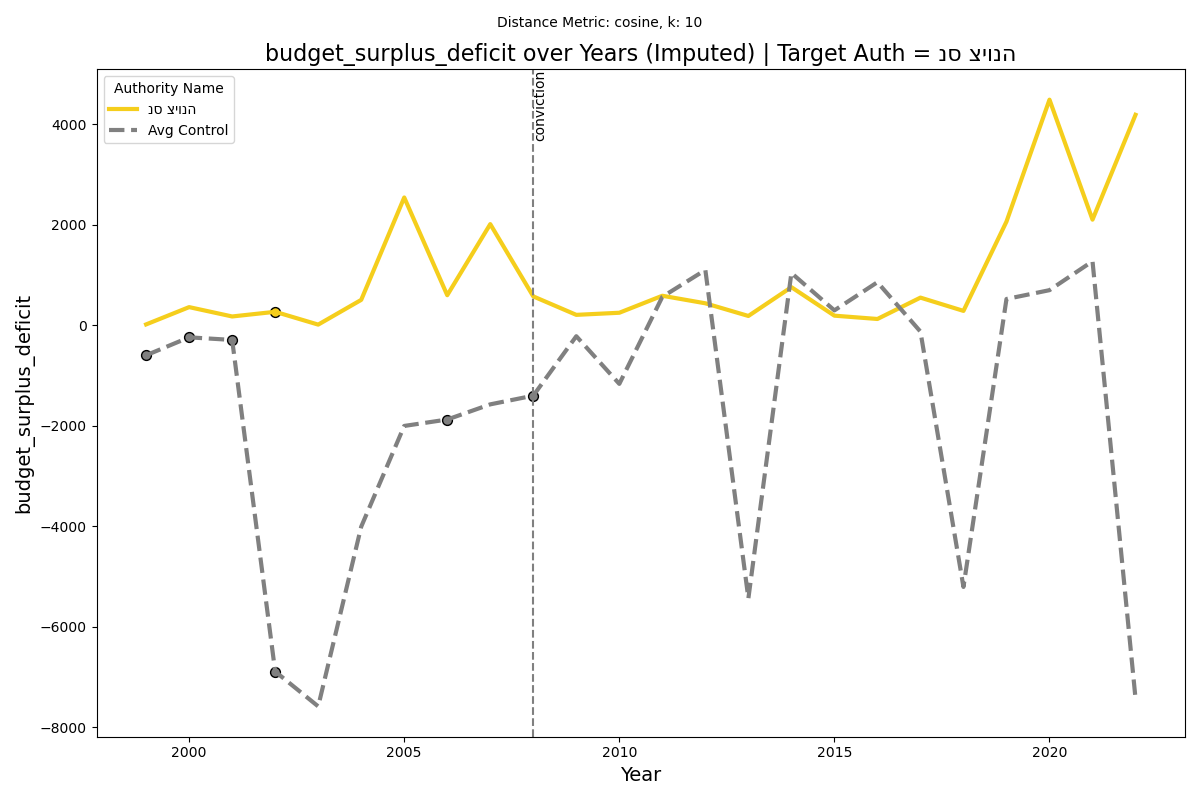 Distance Metric: cosine, k: 10
budget_surplus_deficit over Years (Imputed) | Target Auth = נס ציונה
Authority Name
נס ציונה
Avg Control
conviction
budget_surplus_deficit
4000
2000
0
−2000
−4000
−6000
−8000
2000
2005
2010
2015
2020
Year